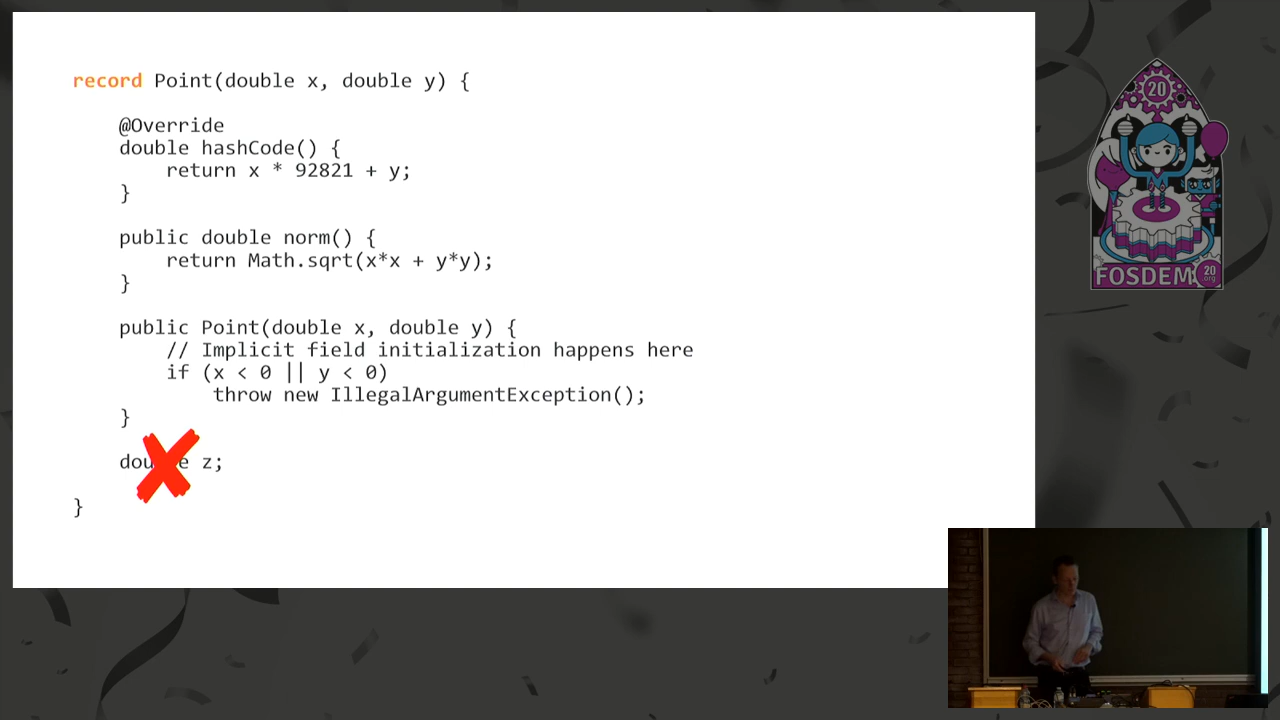 record Point(double x, double y) {
@Override
double hashCode() {
return x * 92821 + y;
}
public double norm() {
return Math.sqrt(x*x + y*y);
}
public Point(double x, double y) {
// Implicit field initialization happens here
if (x < 0 || y < 0)
throw new IllegalArgumentException();
}
double z;
}
20
FOSDEM
20
.org